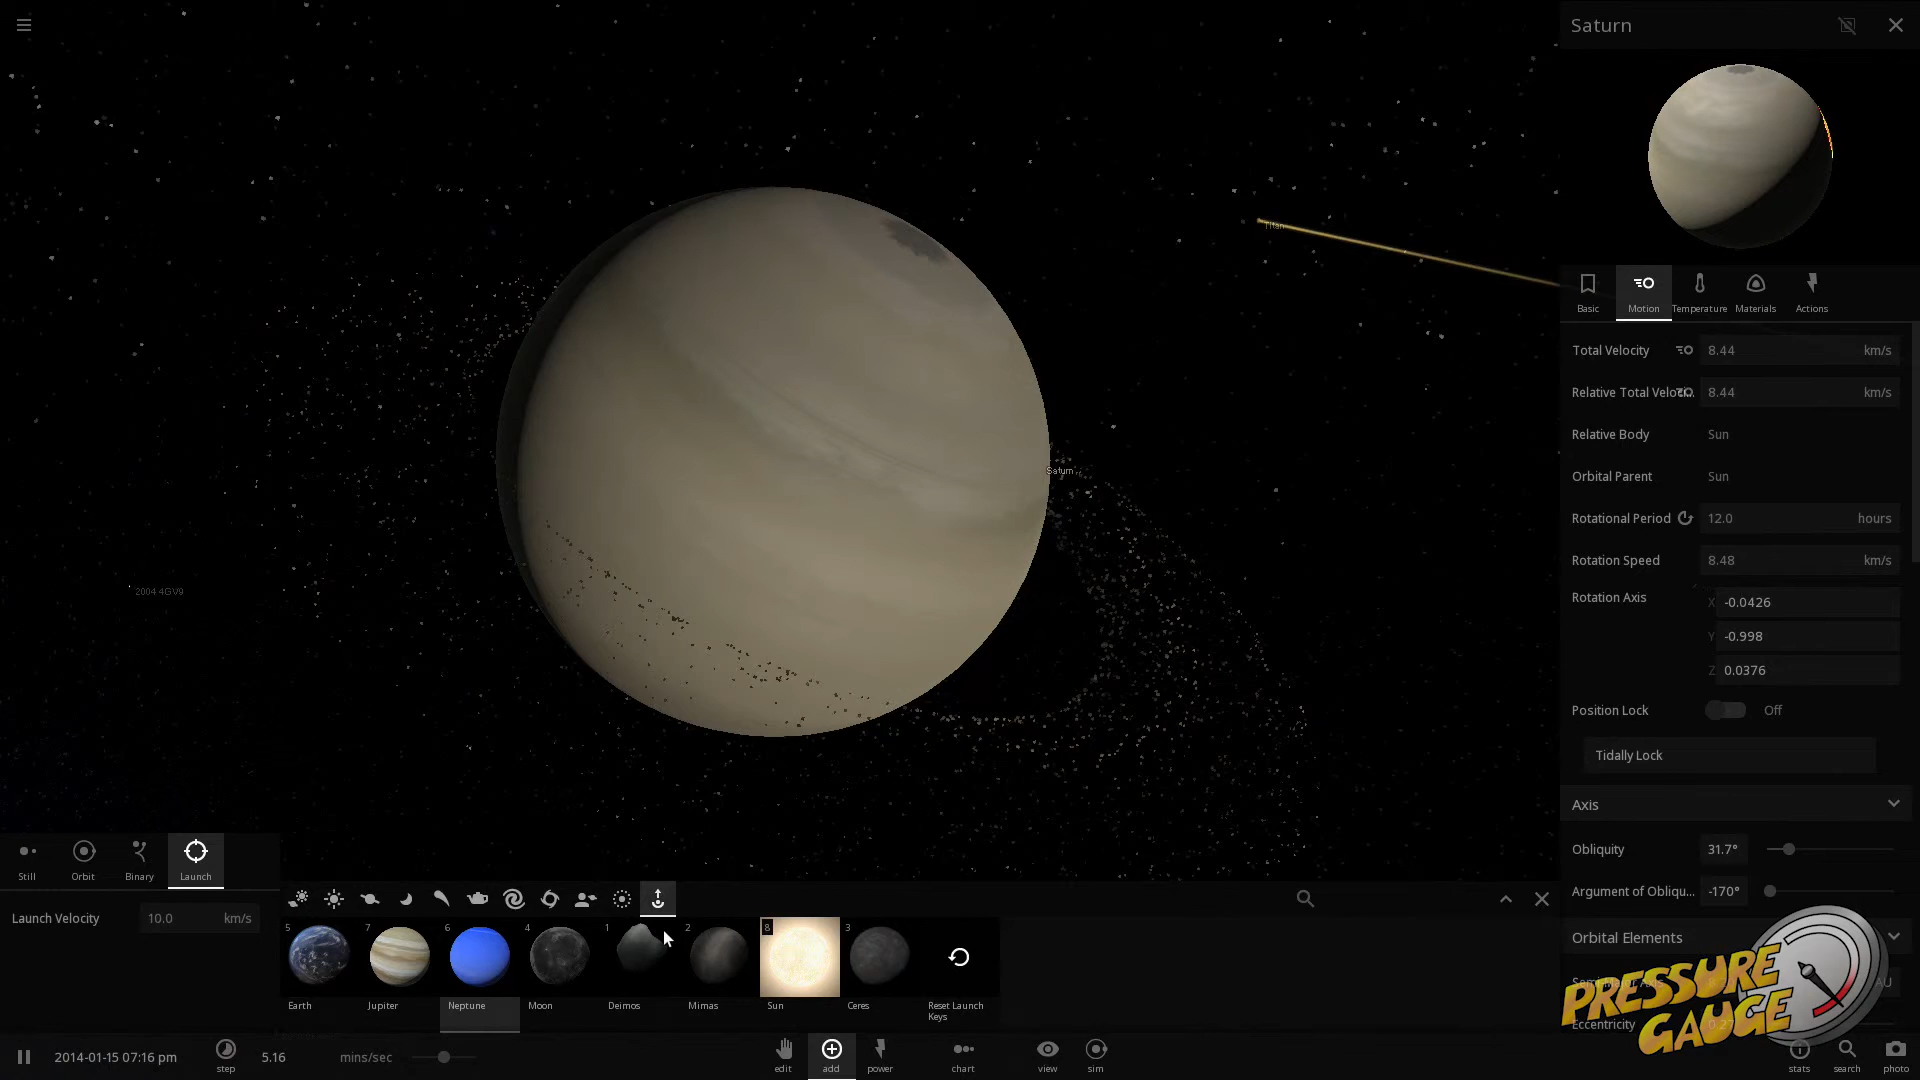 Saturn
Titan
Basic
Motion
Temperature
Materials
Actions
Total Velocity 8.44 km/s
Relative Total Veloci... 8.44 km/s
Relative Body Sun
Orbital Parent Sun
Saturn
Rotational Period 12.0 hours
Rotation Speed 8.48 km/s
2004 4GV9
Rotation Axis X -0.0426
Y -0.998
Z 0.0376
Position Lock Off
Tidally Lock
Axis
Obliquity 31.7°
Argument of Obliqu... -170°
Orbital Elements
AU
Eccentricity
PRESSURE
GAUGE
Still Orbit Binary Launch
Launch Velocity 10.0 km/s
5 7 6 4 1 2 8 3
Earth Jupiter Neptune Moon Deimos Mimas Sun Ceres Reset Launch
Keys
2014-01-15 07:16 pm step 5.16 mins/sec edit add power chart view sim stats search photo